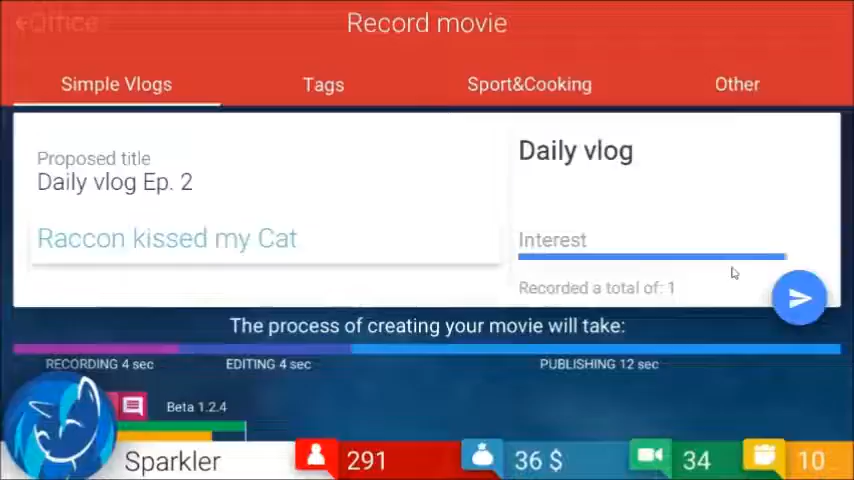 Office
Record movie
Simple Vlogs
Tags
Sport&Cooking
Other
Proposed title
Daily vlog Ep. 2
Raccon kissed my Cat
Daily vlog
Interest
Recorded a total of: 1
The process of creating your movie will take:
RECORDING 4 sec
EDITING 4 sec
PUBLISHING 12 sec
Beta 1.2.4
Sparkler
291
36 $
34
10